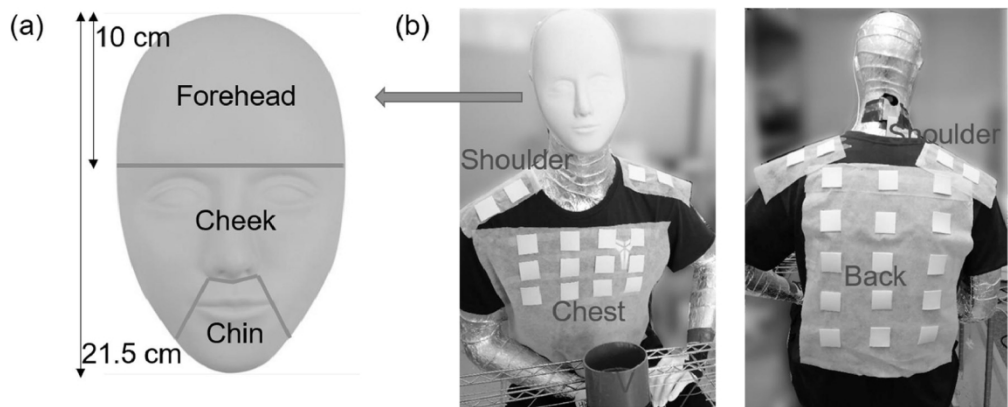 (a)
10 cm
Forehead
Cheek
Chin
21.5 cm
(b)
Shoulder
Chest
Shoulder
Back